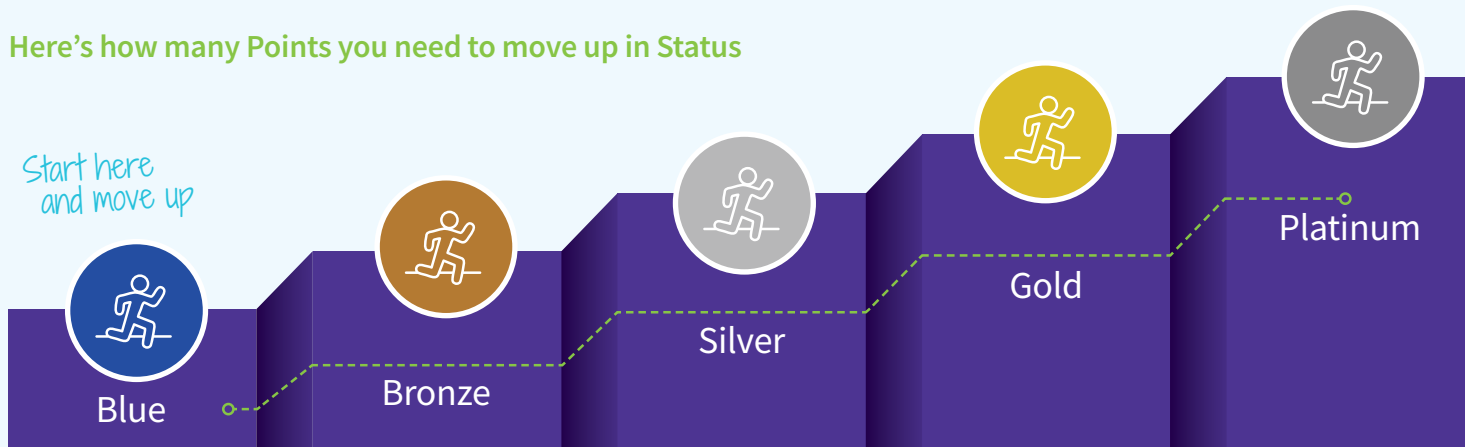 Here’s how many Points you need to move up in Status
Start here
and move up
Blue
Bronze
Silver
Gold
Platinum